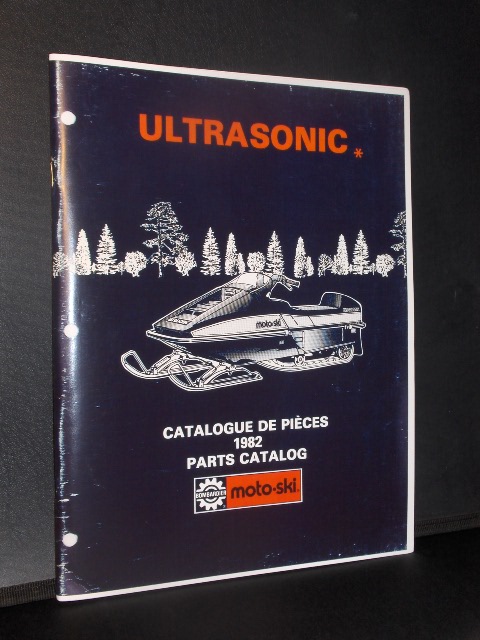 ULTRASONIC*
moto-ski
CATALOGUE DE PIÈCES
1982
PARTS CATALOG
BOMBARDIER
moto-ski